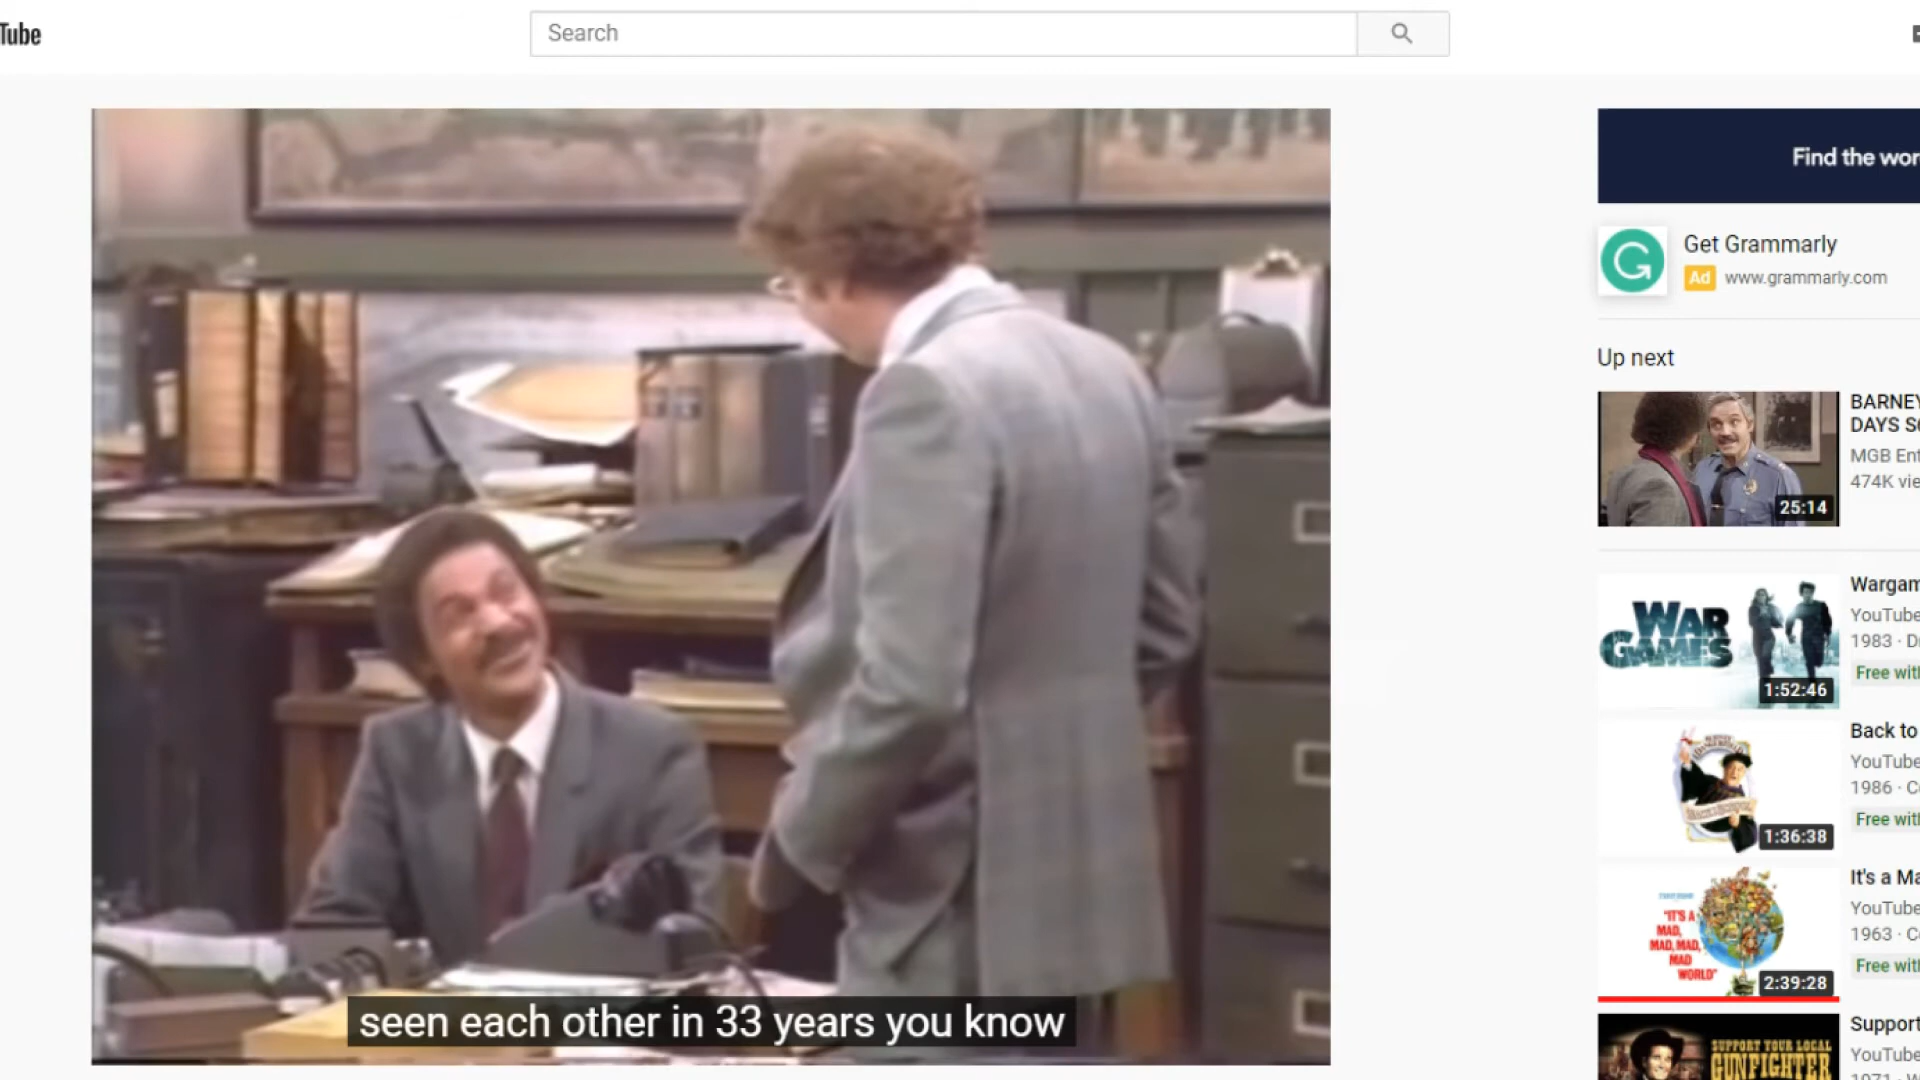 Tube
Search
Find the wor
Get Grammarly
Ad www.grammarly.com
Up next
BARNEY
DAYS S
MGB Ent
474K vie
25:14
Wargam
YouTube
1983 · D
Free wit
WAR
GAMES
1:52:46
Back to
YouTube
1986 · C
Free wit
1:36:38
It's a Ma
YouTube
1963 · C
Free wit
"IT'S A
MAD,
MAD, MAD,
MAD
WORLD"
2:39:28
Support
YouTube
1971 · W
SUPPORT YOUR LOCAL
GUNFIGHTER
seen each other in 33 years you know